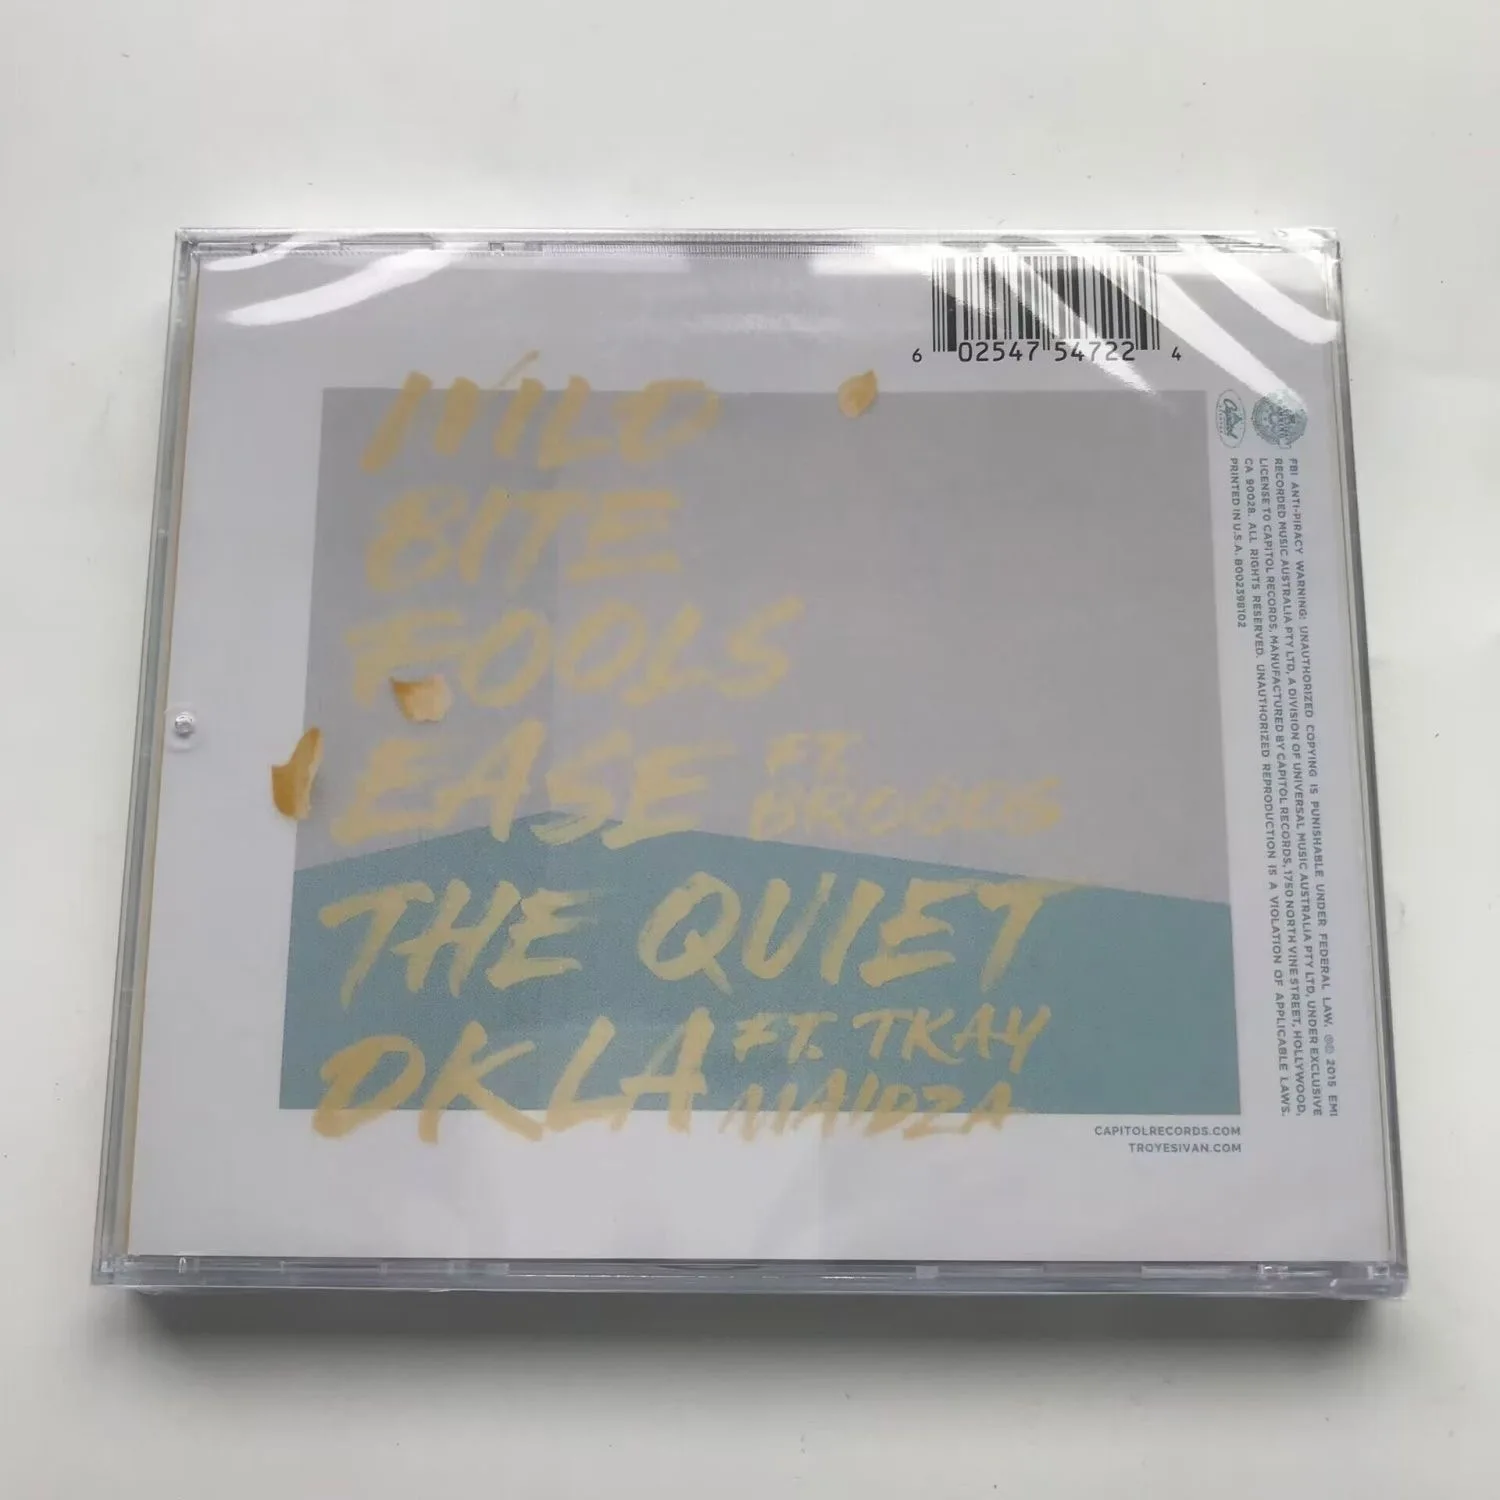 6 02547 54722 4
WILD
BITE
FOOLS
EASE FT.
BROODS
THE QUIET
DKLA FT. TKAY
MAIDZA
CAPITOLRECORDS.COM
TROYESIVAN.COM
Capitol
FBI ANTI-PIRACY WARNING: UNAUTHORIZED COPYING IS PUNISHABLE UNDER FEDERAL LAW. ℗© 2015 EMI
RECORDED MUSIC AUSTRALIA PTY LTD, A DIVISION OF UNIVERSAL MUSIC AUSTRALIA PTY LTD, UNDER EXCLUSIVE
LICENSE TO CAPITOL RECORDS, MANUFACTURED BY CAPITOL RECORDS, 1750 NORTH VINE STREET, HOLLYWOOD,
CA 90028. ALL RIGHTS RESERVED. UNAUTHORIZED REPRODUCTION IS A VIOLATION OF APPLICABLE LAWS.
PRINTED IN U.S.A. B002398102